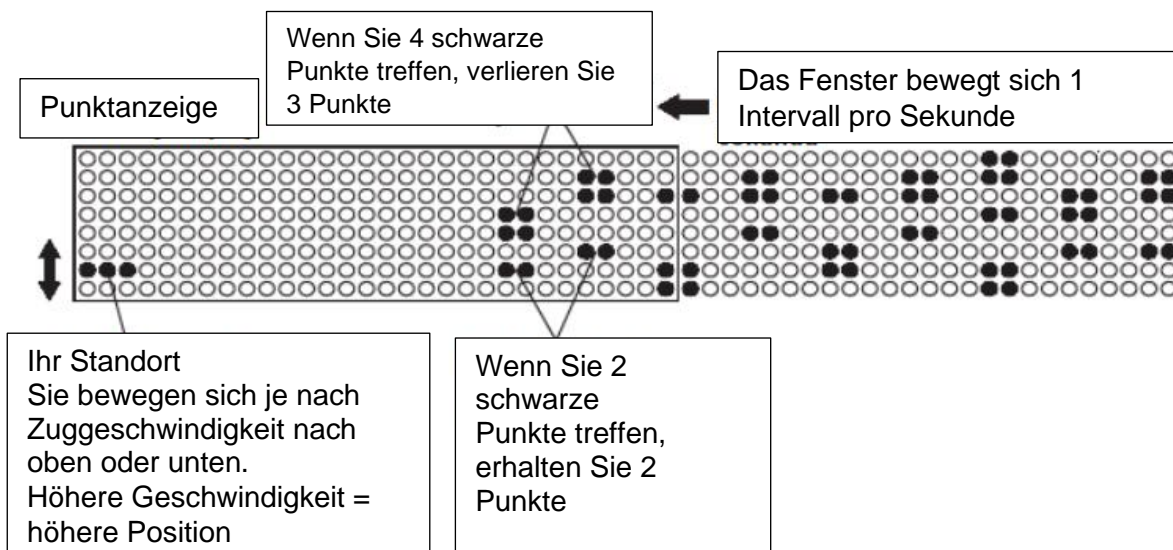 Wenn Sie 4 schwarze
Punkte treffen, verlieren Sie
3 Punkte
Punktanzeige
Das Fenster bewegt sich 1
Intervall pro Sekunde
Ihr Standort
Sie bewegen sich je nach
Zuggeschwindigkeit nach
oben oder unten.
Höhere Geschwindigkeit =
höhere Position
Wenn Sie 2
schwarze
Punkte treffen,
erhalten Sie 2
Punkte